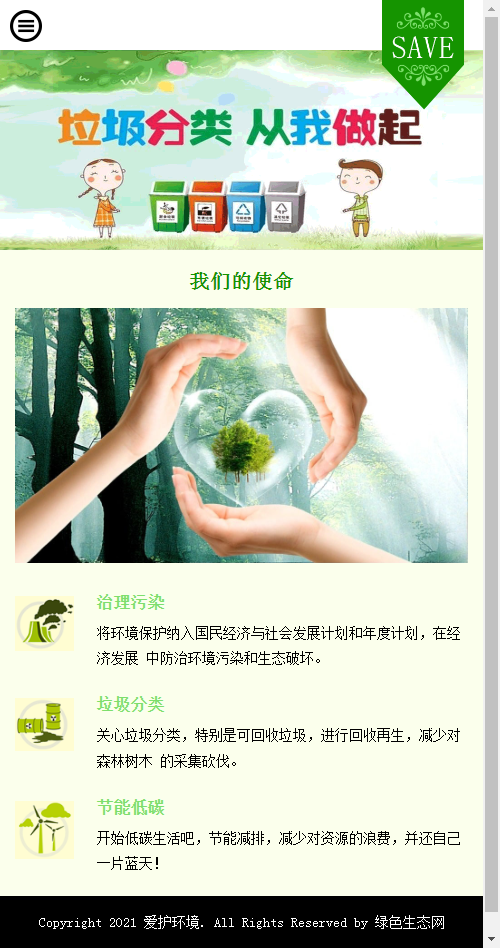 SAVE
垃圾分类 从我做起
我们的使命
治理污染
将环境保护纳入国民经济与社会发展计划和年度计划，在经
济发展 中防治环境污染和生态破坏。
垃圾分类
关心垃圾分类，特别是可回收垃圾，进行回收再生，减少对
森林树木 的采集砍伐。
节能低碳
开始低碳生活吧，节能减排，减少对资源的浪费，并还自己
一片蓝天！
Copyright 2021 爱护环境. All Rights Reserved by 绿色生态网